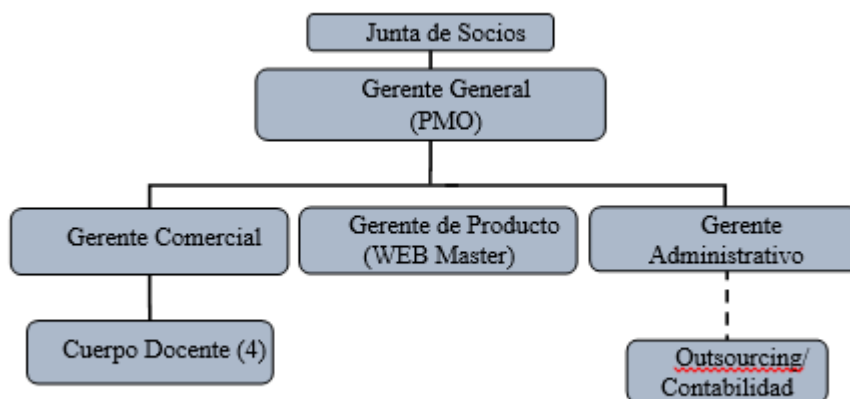 Junta de Socios
Gerente General
(PMO)
Gerente Comercial
Gerente de Producto
(WEB Master)
Gerente
Administrativo
Cuerpo Docente (4)
Outsourcing/
Contabilidad